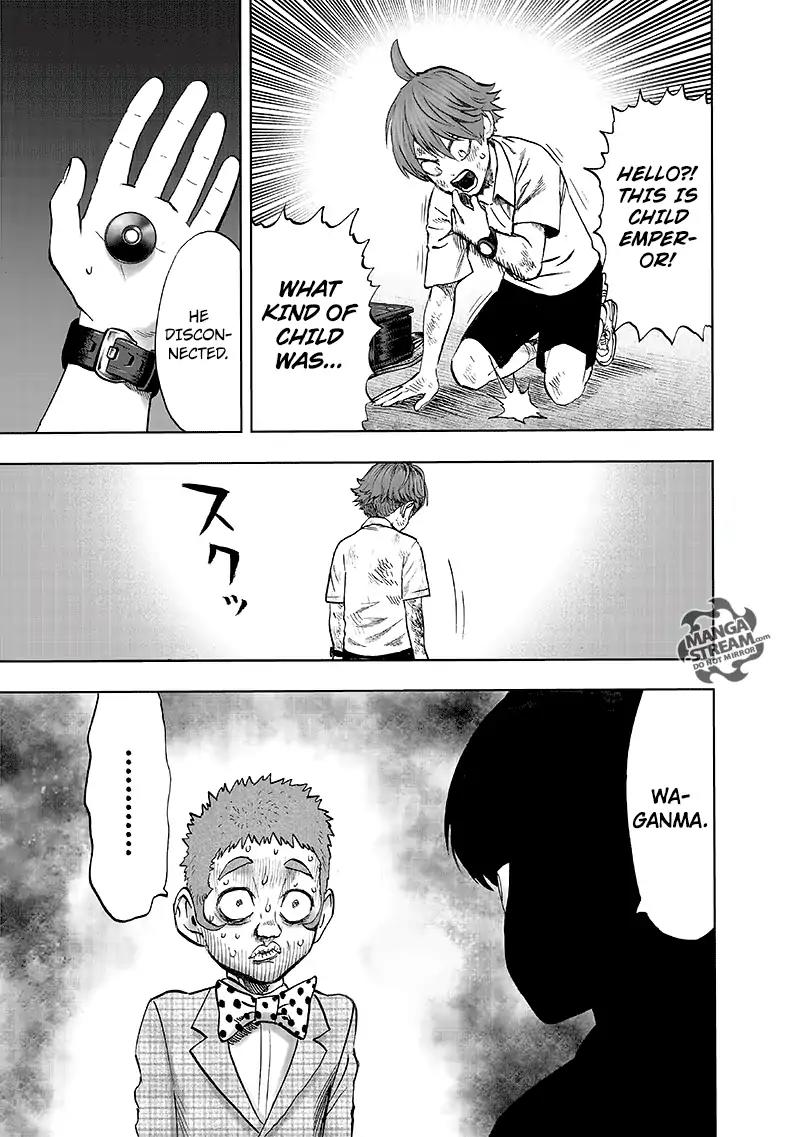 HELLO?!
THIS IS
CHILD
EMPER-
OR!
WHAT
KIND OF
CHILD
WAS...
HE
DISCON-
NECTED.
スクッ
MANGA
-STREAM.com
DO NOT MIRROR
WA-
GANMA.
.........